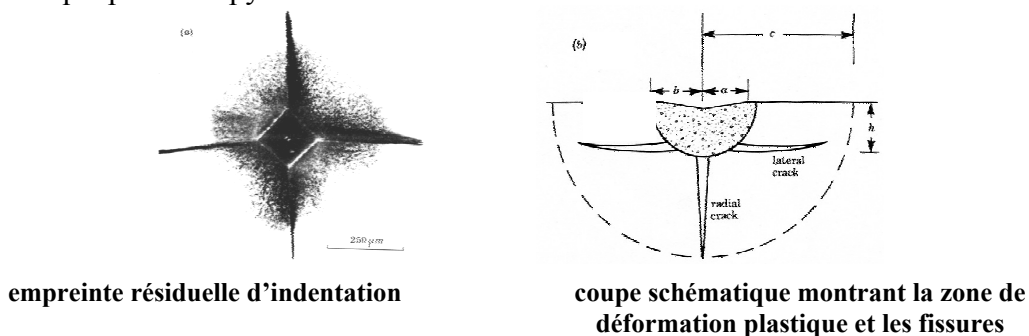 (a)
(b)
c
b
a
h
lateral
crack
radial
crack
250 μm
empreinte résiduelle d'indentation
coupe schématique montrant la zone de
déformation plastique et les fissures